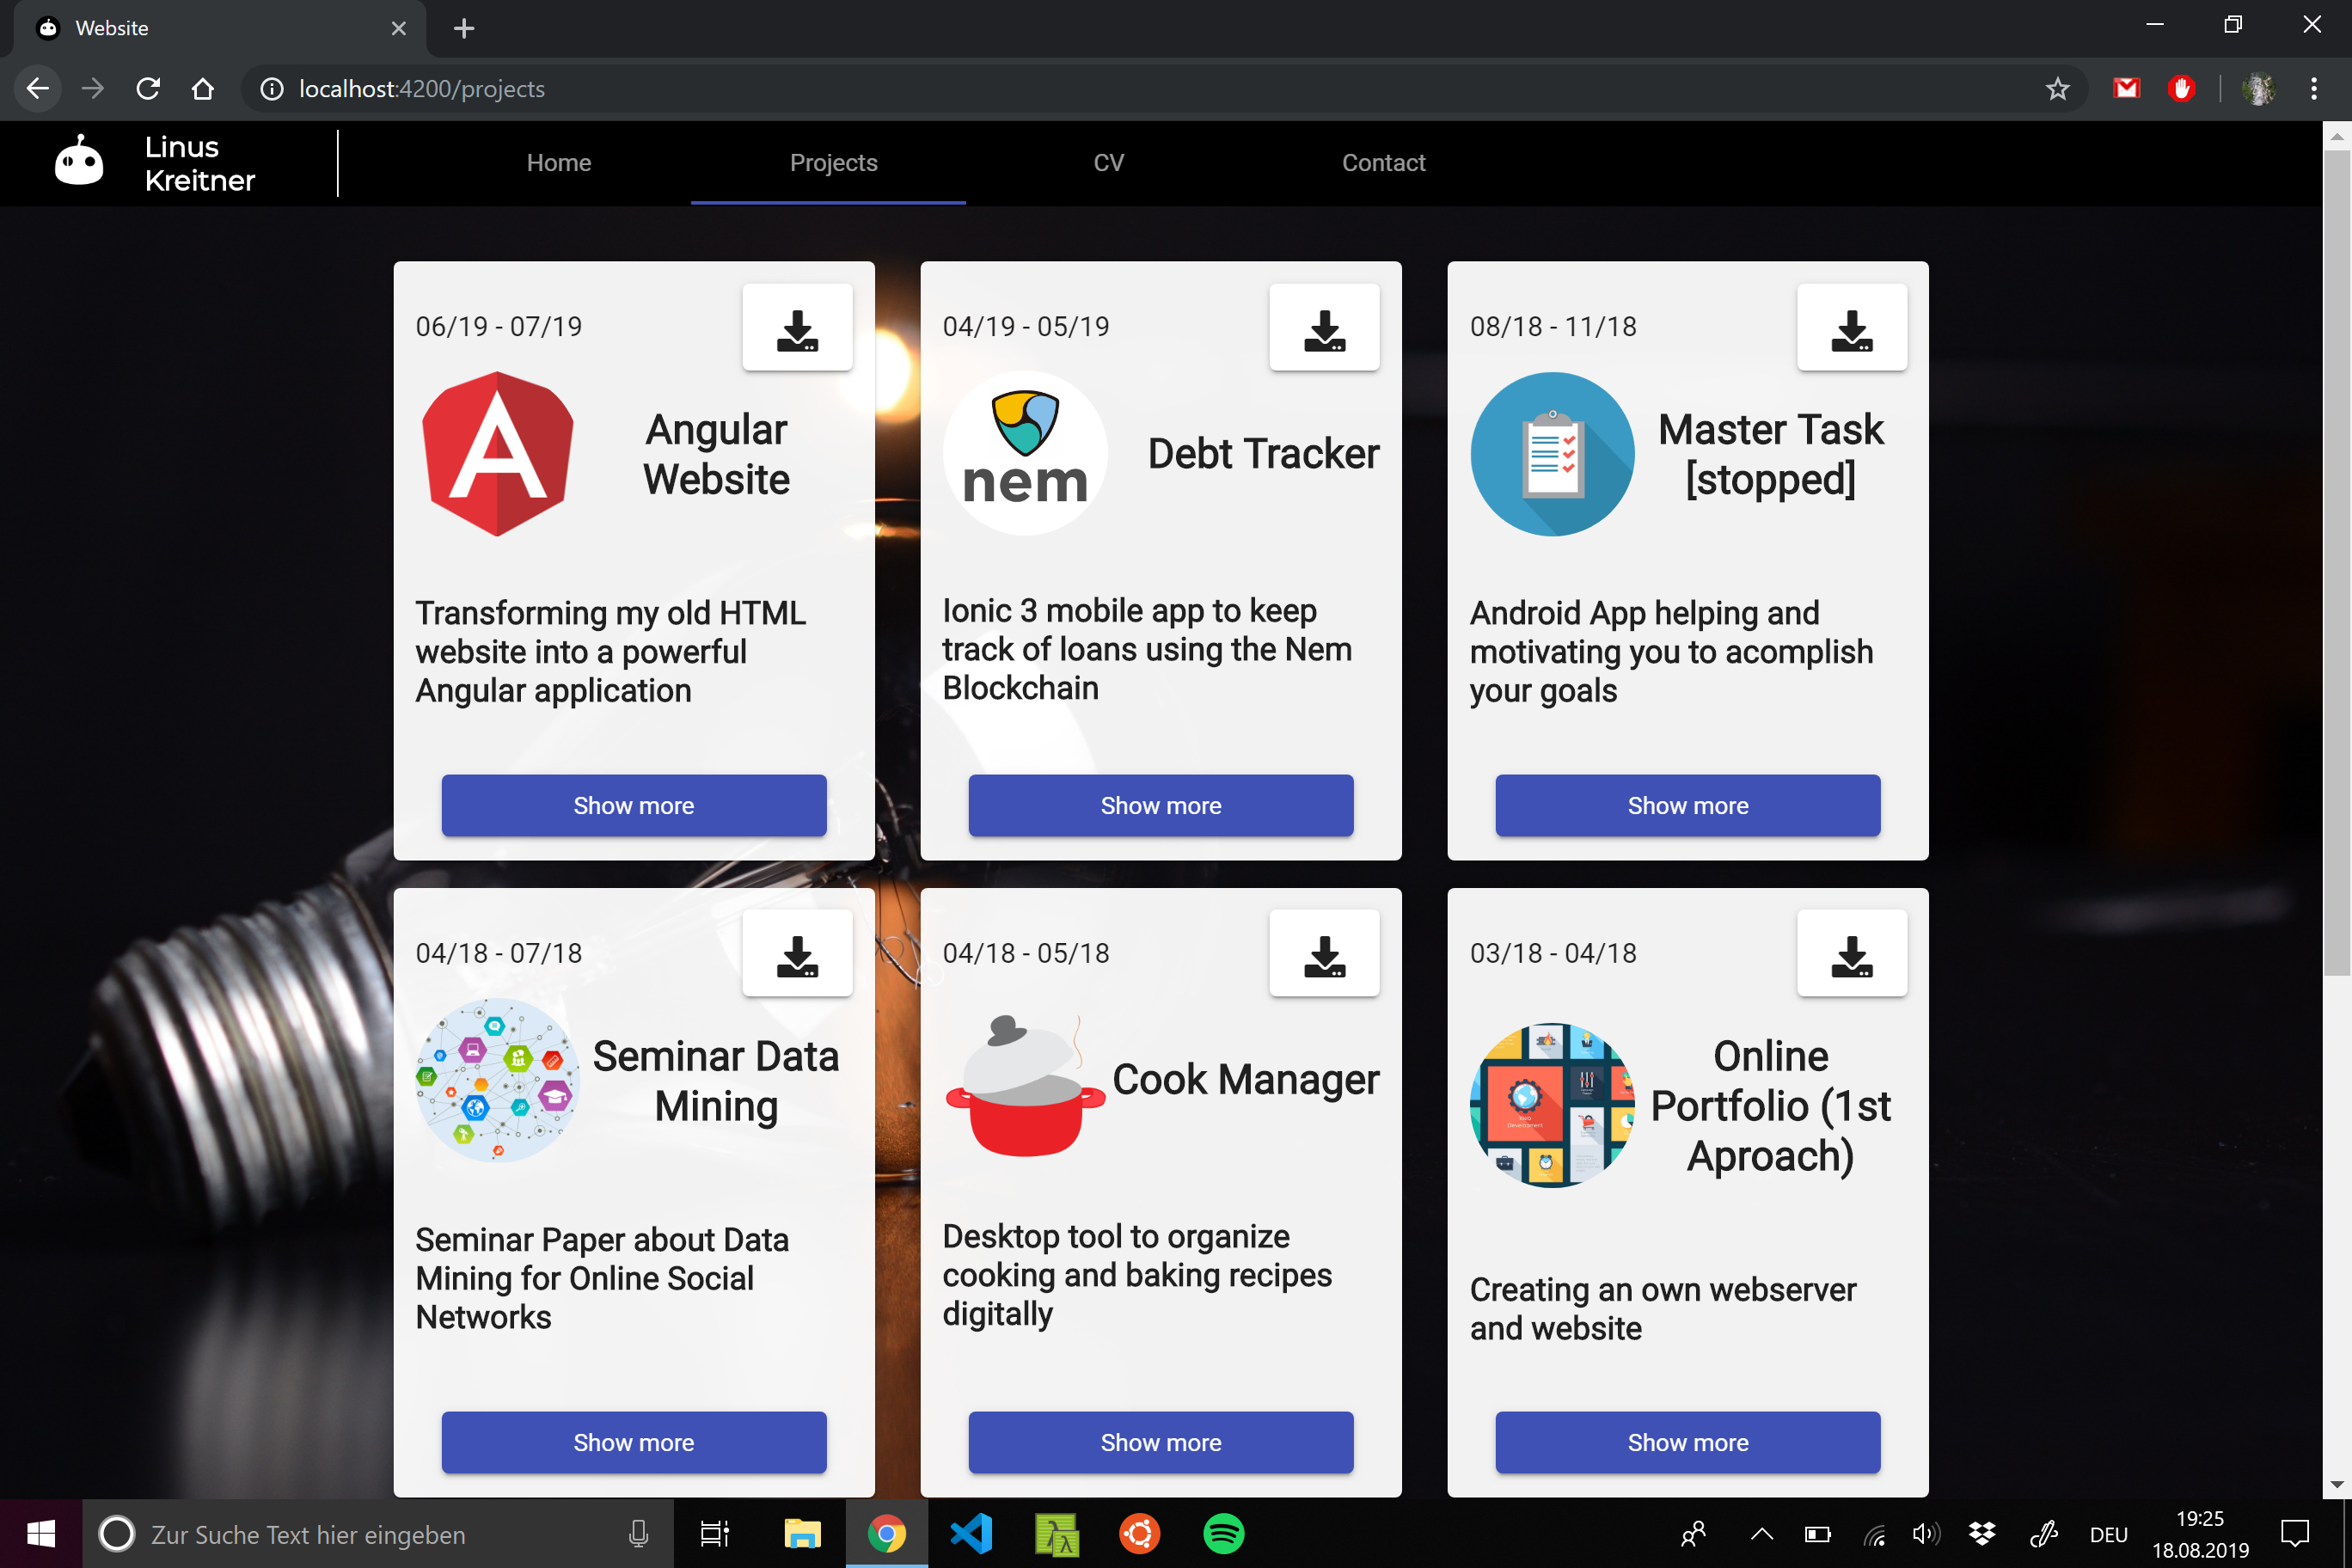 Website
localhost:4200/projects
Linus
Kreitner
Home
Projects
CV
Contact
06/19 - 07/19
Angular
Website
Transforming my old HTML
website into a powerful
Angular application
Show more
04/19 - 05/19
nem
Debt Tracker
Ionic 3 mobile app to keep
track of loans using the Nem
Blockchain
Show more
08/18 - 11/18
Master Task
[stopped]
Android App helping and
motivating you to acomplish
your goals
Show more
04/18 - 07/18
Seminar Data
Mining
Seminar Paper about Data
Mining for Online Social
Networks
Show more
04/18 - 05/18
Cook Manager
Desktop tool to organize
cooking and baking recipes
digitally
Show more
03/18 - 04/18
Online
Portfolio (1st
Aproach)
Creating an own webserver
and website
Show more
Zur Suche Text hier eingeben
DEU
19:25
18.08.2019